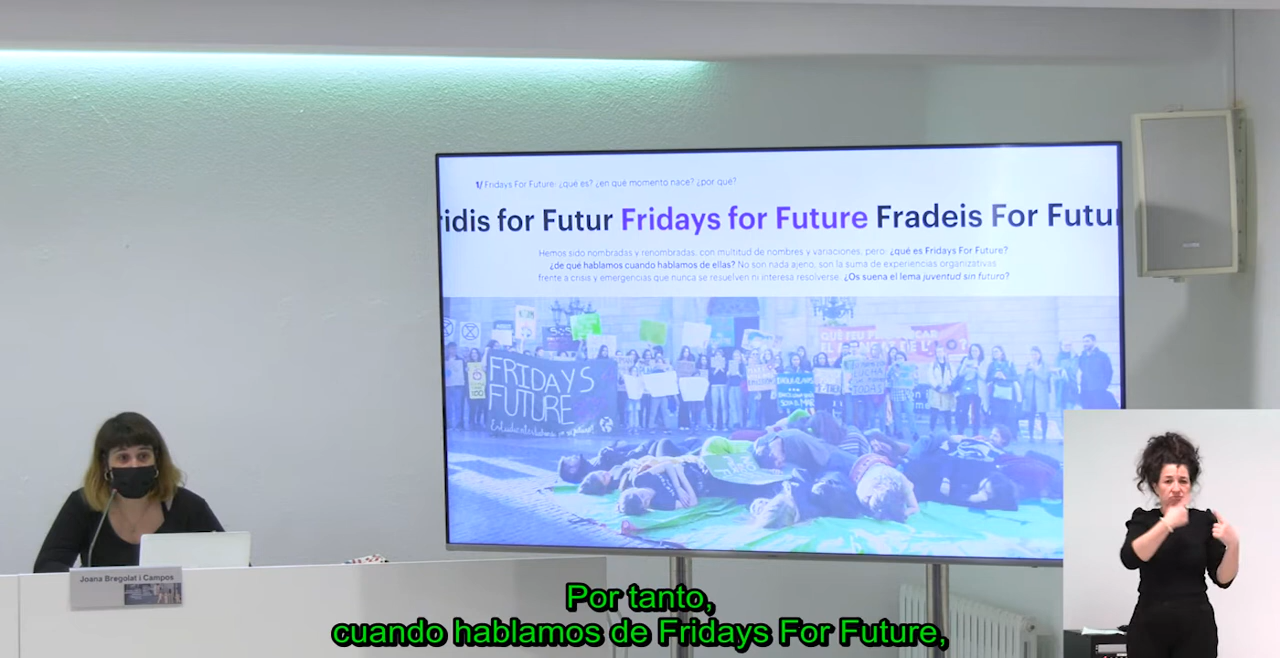 1/ Fridays For Future: ¿qué es? ¿en qué momento nace? ¿por qué?
ridis for Futur Fridays for Future Fradeis For Futur
Hemos sido nombradas y renombradas, con multitud de nombres y variaciones, pero: ¿qué es Fridays For Future?
¿de qué hablamos cuando hablamos de ellas? No son nada ajeno, son la suma de experiencias organizativas
frente a crisis y emergencias que nunca se resuelven ni interesa resolverse. ¿Os suena el lema juventud sin futuro?
FRIDAYS
FUTURE
LUCHA
Joana Bregolat i Campos
Por tanto,
cuando hablamos de Fridays For Future,